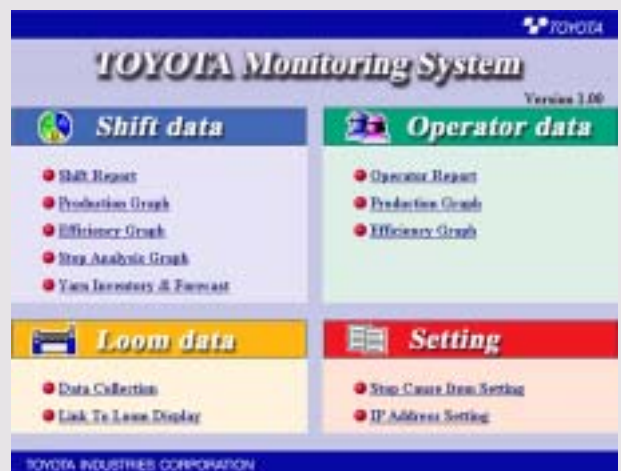 TOYOTA
TOYOTA Monitoring System
Version 1.00
Shift data
Shift Report
Production Graph
Efficiency Graph
Stop Analysis Graph
Yarn Inventory & Forecast
Operator data
Operator Report
Production Graph
Efficiency Graph
Loom data
Data Collection
Link To Loom Display
Setting
Stop Cause Item Setting
IP Address Setting
TOYOTA INDUSTRIES CORPORATION